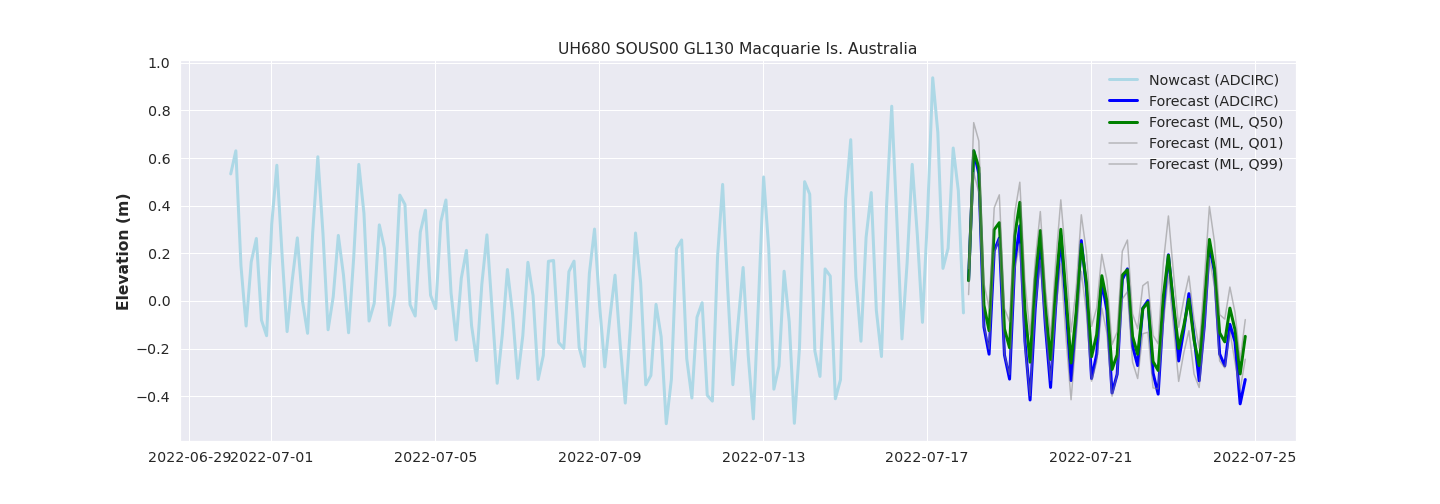 UH680 SOUS00 GL130 Macquarie Is. Australia
1.0
0.8
0.6
0.4
0.2
0.0
−0.2
−0.4
Elevation (m)
Nowcast (ADCIRC)
Forecast (ADCIRC)
Forecast (ML, Q50)
Forecast (ML, Q01)
Forecast (ML, Q99)
2022-06-29 2022-07-01 2022-07-05 2022-07-09 2022-07-13 2022-07-17 2022-07-21 2022-07-25